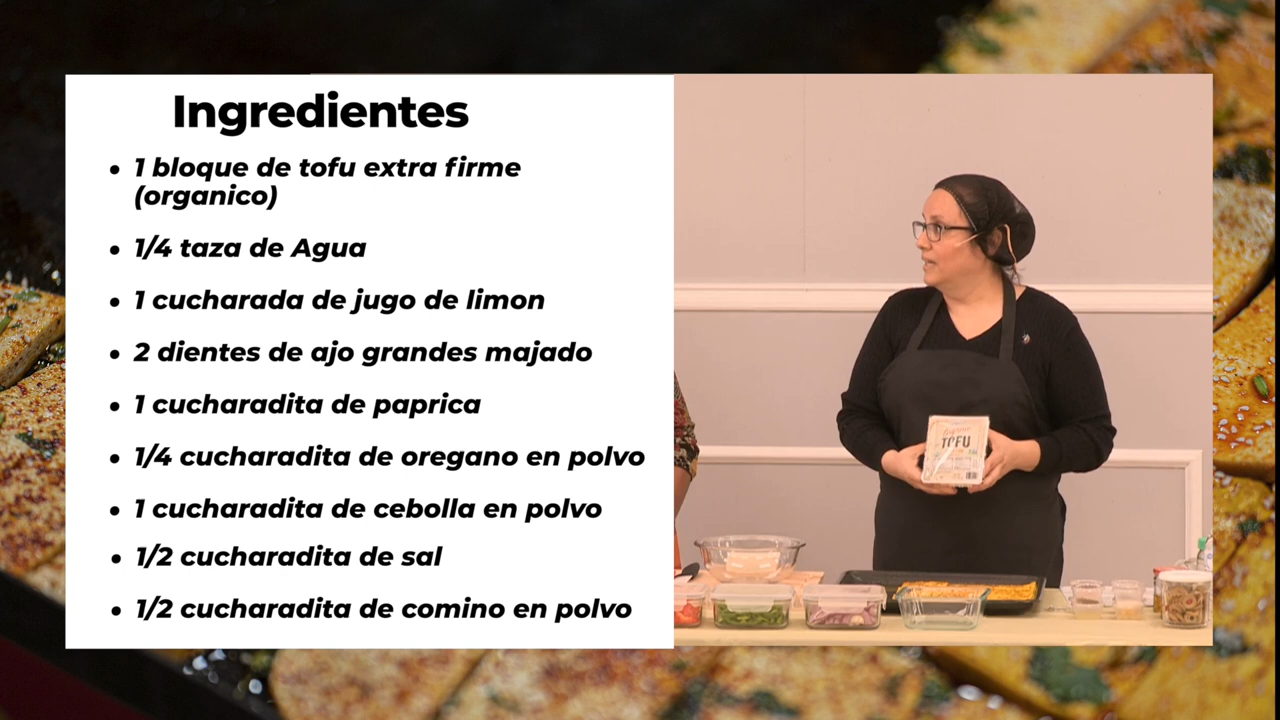 Ingredientes
• 1 bloque de tofu extra firme
(organico)
• 1/4 taza de Agua
• 1 cucharada de jugo de limon
• 2 dientes de ajo grandes majado
• 1 cucharadita de paprica
• 1/4 cucharadita de oregano en polvo
• 1 cucharadita de cebolla en polvo
• 1/2 cucharadita de sal
• 1/2 cucharadita de comino en polvo
TOFU